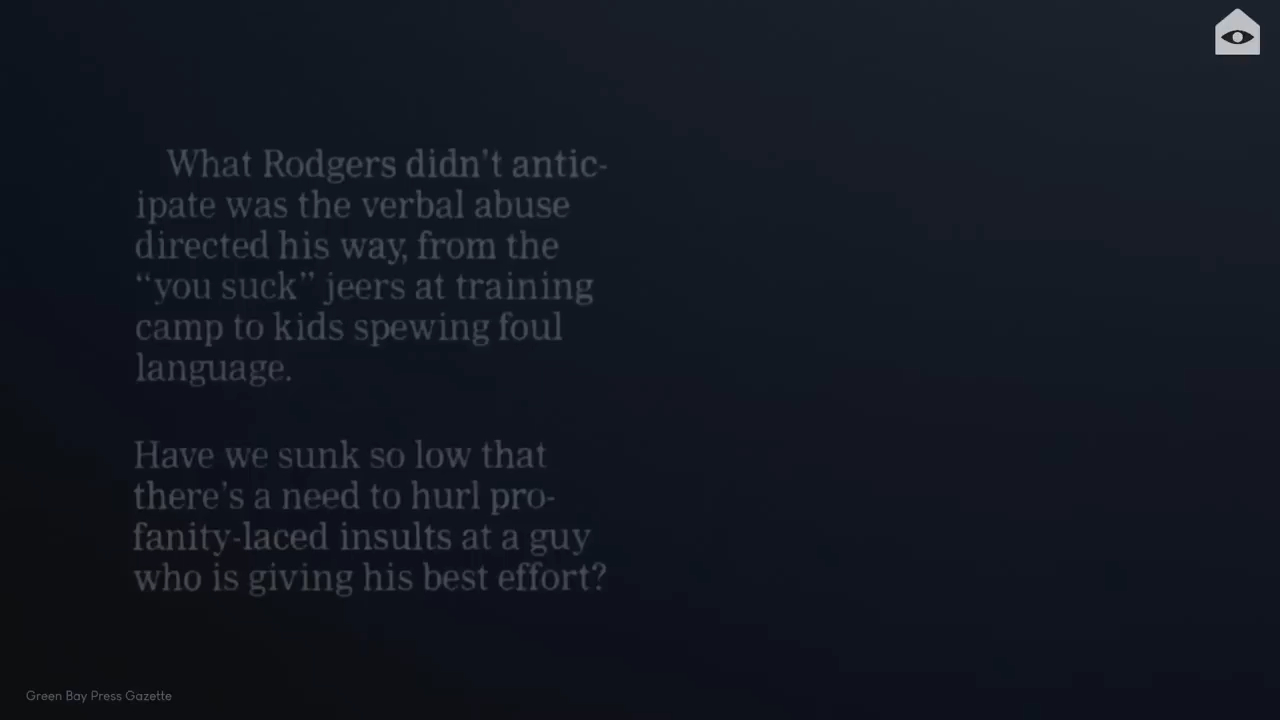 What Rodgers didn't antic-
ipate was the verbal abuse
directed his way, from the
“you suck” jeers at training
camp to kids spewing foul
language.
Have we sunk so low that
there's a need to hurl pro-
fanity-laced insults at a guy
who is giving his best effort?
Green Bay Press Gazette